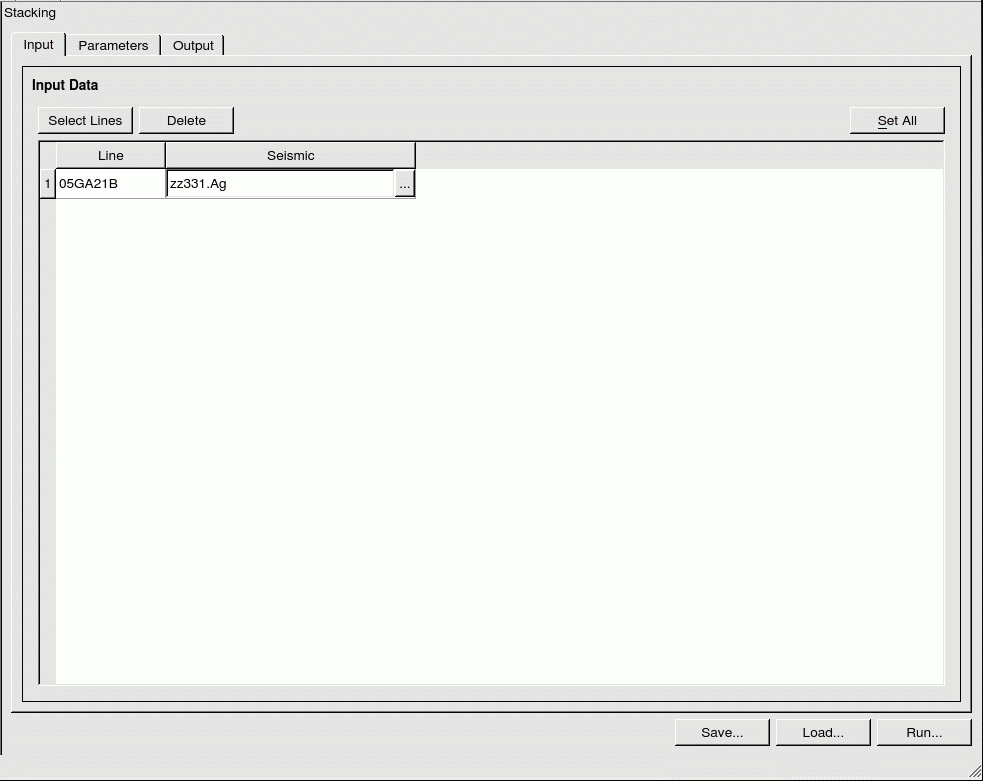 Stacking
Input Parameters Output
Input Data
Select Lines Delete Set All
Line Seismic
1 05GA21B zz331.Ag ...
Save... Load... Run...